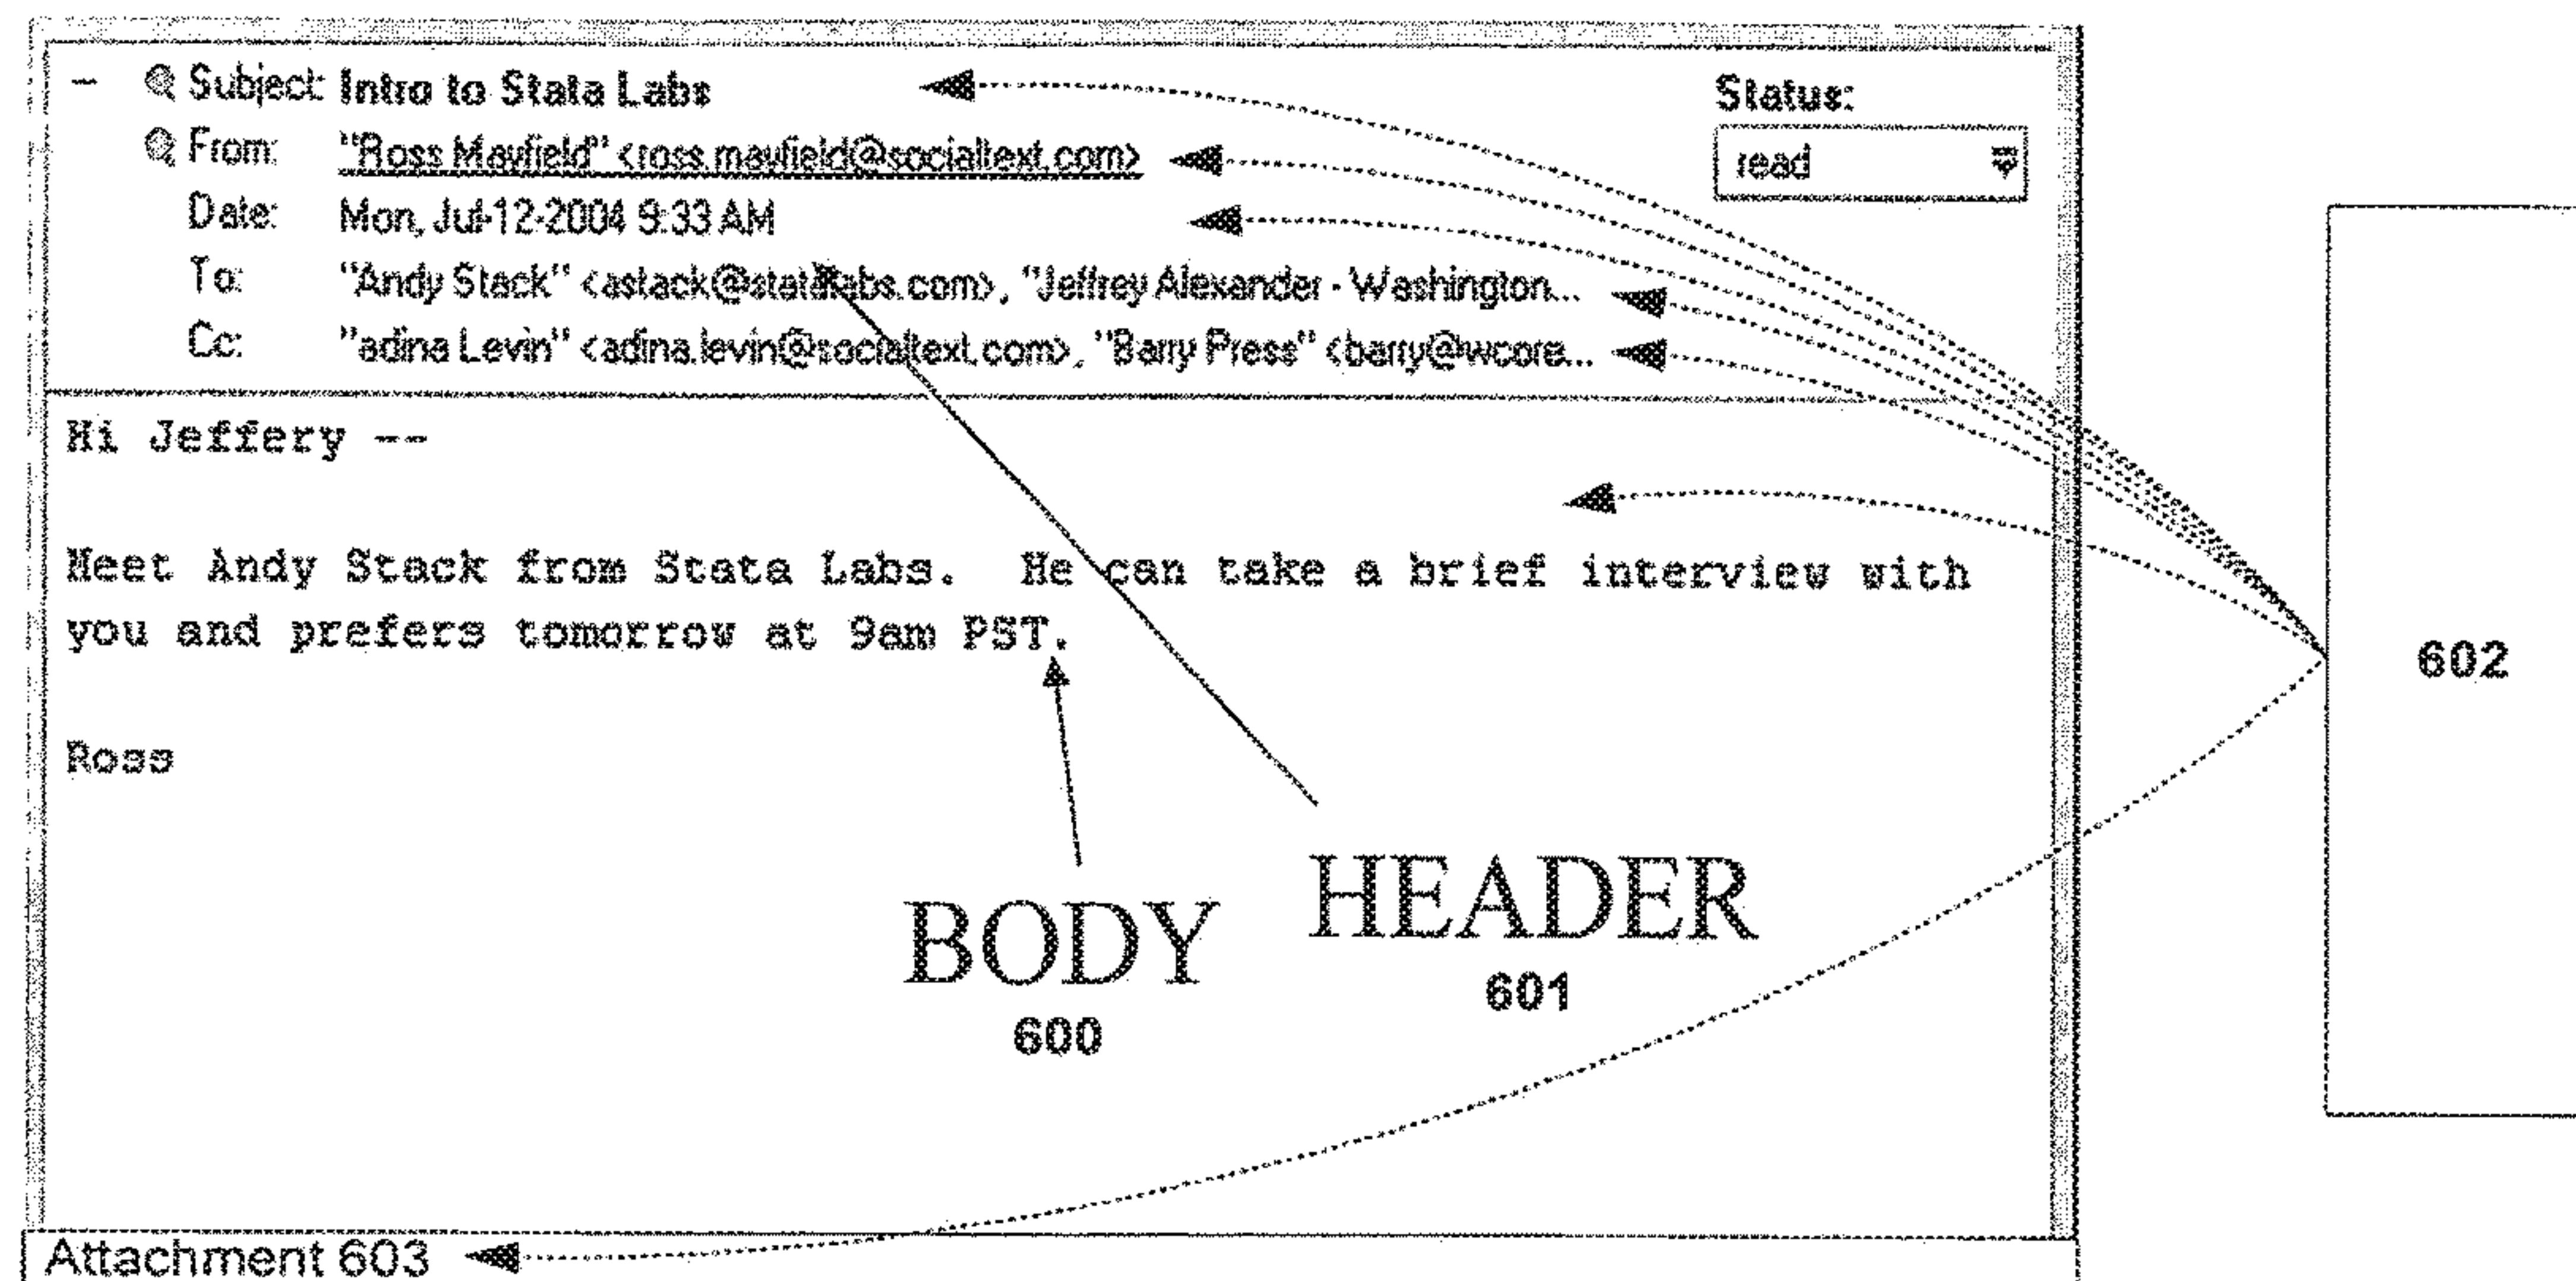 – Subject: Intro to Stata Labs
Status:
From: "Ross Mayfield" <ross.mayfield@socialtext.com>
read
Date: Mon, Jul-12-2004 9:33 AM
To: "Andy Stack" <astack@statalabs.com>, "Jeffrey Alexander - Washington...
Cc: "adina Levin" <adina.levin@socialtext.com>, "Barry Press" <barry@wcore...
Hi Jeffery --
Meet Andy Stack from Stata Labs. He can take a brief interview with
you and prefers tomorrow at 9am PST.
602
Ross
BODY
600
HEADER
601
Attachment 603